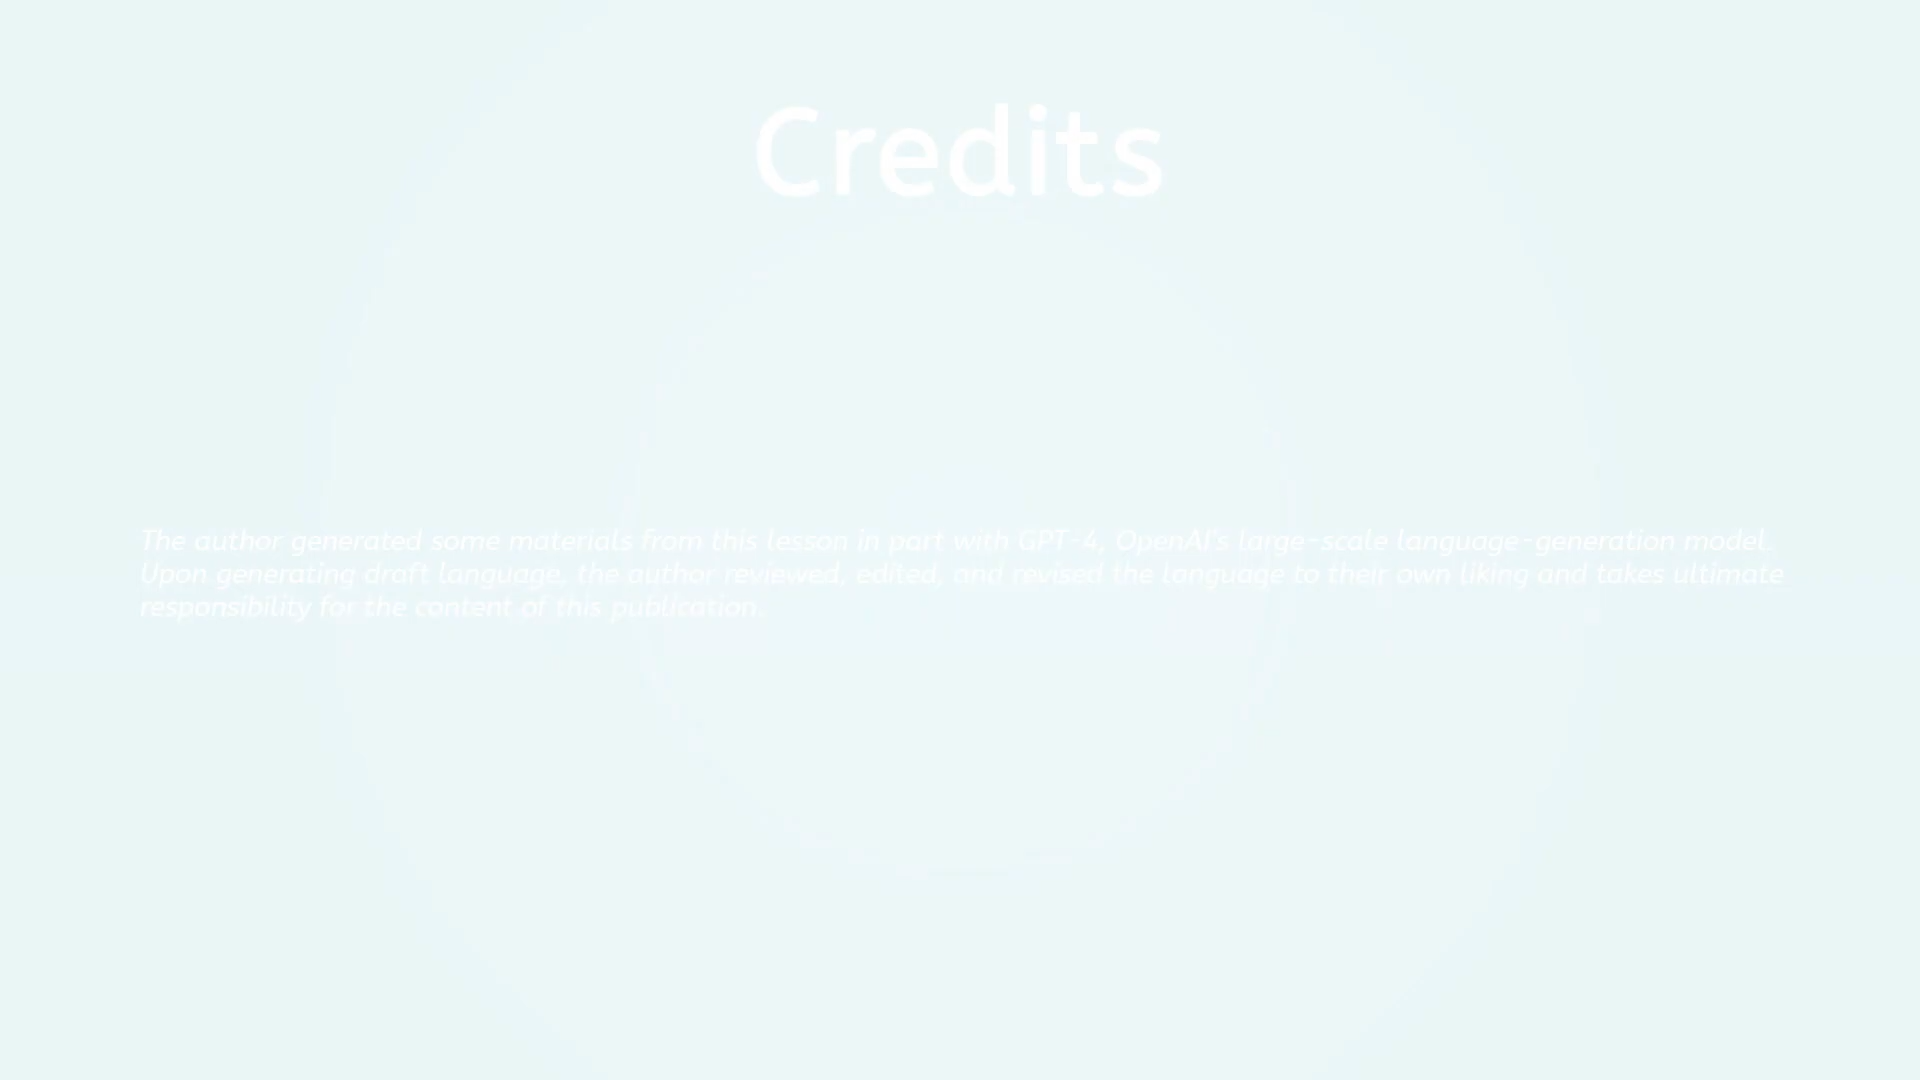 Credits
The author generated some materials from this lesson in part with GPT-4, OpenAI's large-scale language-generation model.
Upon generating draft language, the author reviewed, edited, and revised the language to their own liking and takes ultimate
responsibility for the content of this publication.